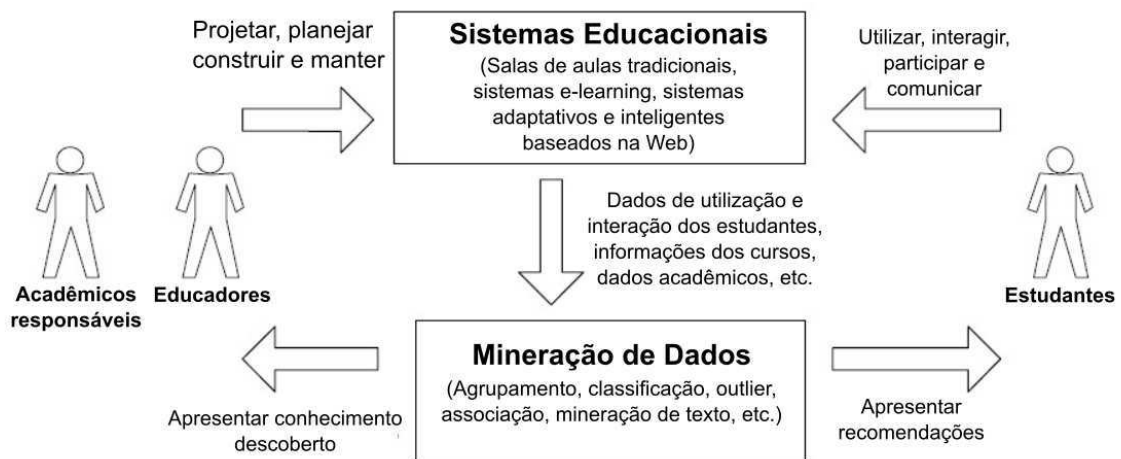 Projetar, planejar
construir e manter
Sistemas Educacionais
(Salas de aulas tradicionais,
sistemas e-learning, sistemas
adaptativos e inteligentes
baseados na Web)
Utilizar, interagir,
participar e
comunicar
Dados de utilização e
interação dos estudantes,
informações dos cursos,
dados acadêmicos, etc.
Acadêmicos
responsáveis
Educadores
Estudantes
Mineração de Dados
(Agrupamento, classificação, outlier,
associação, mineração de texto, etc.)
Apresentar conhecimento
descoberto
Apresentar
recomendações